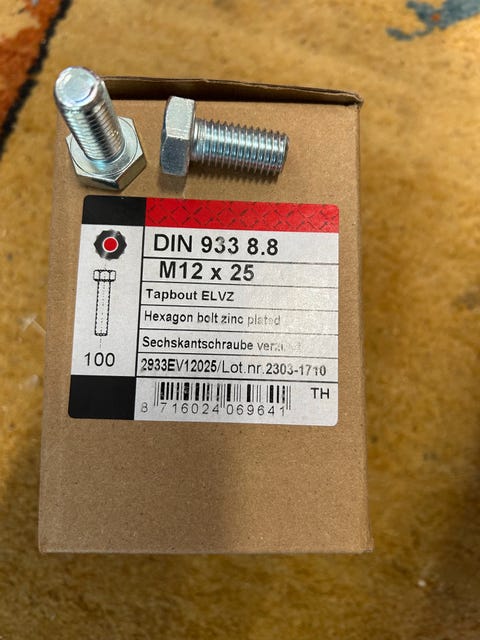 DIN 933 8.8
M12 x 25
Tapbout ELVZ
Hexagon bolt zinc plated
Sechskantschraube
2933EV12025/Lot.nr.2303-1710
100
8 716024 069641
TH